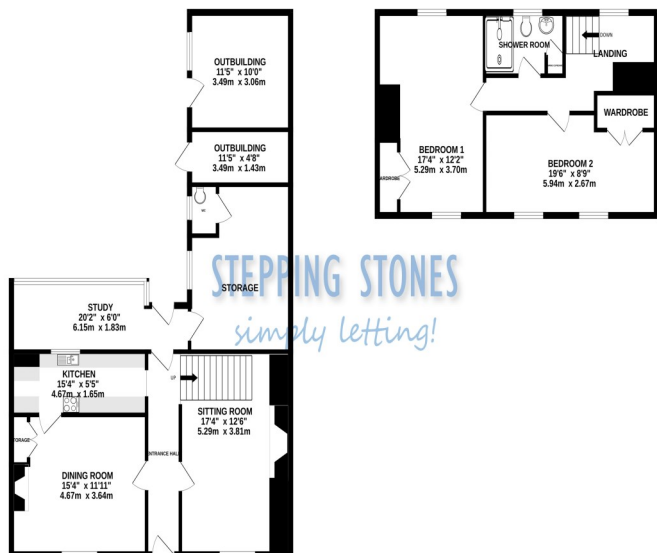 OUTBUILDING
11'5" x 10'0"
3.49m x 3.06m
OUTBUILDING
11'5" x 4'8"
3.49m x 1.43m
WC
STORAGE
STUDY
20'2" x 6'0"
6.15m x 1.83m
KITCHEN
15'4" x 5'5"
4.67m x 1.65m
UP
SITTING ROOM
17'4" x 12'6"
5.29m x 3.81m
TORAGE
ENTRANCE HALL
DINING ROOM
15'4" x 11'11"
4.67m x 3.64m
SHOWER ROOM
DOWN
LANDING
WARDROBE
BEDROOM 1
17'4" x 12'2"
5.29m x 3.70m
ARDROBE
BEDROOM 2
19'6" x 8'9"
5.94m x 2.67m
STEPPING STONES
simply letting!